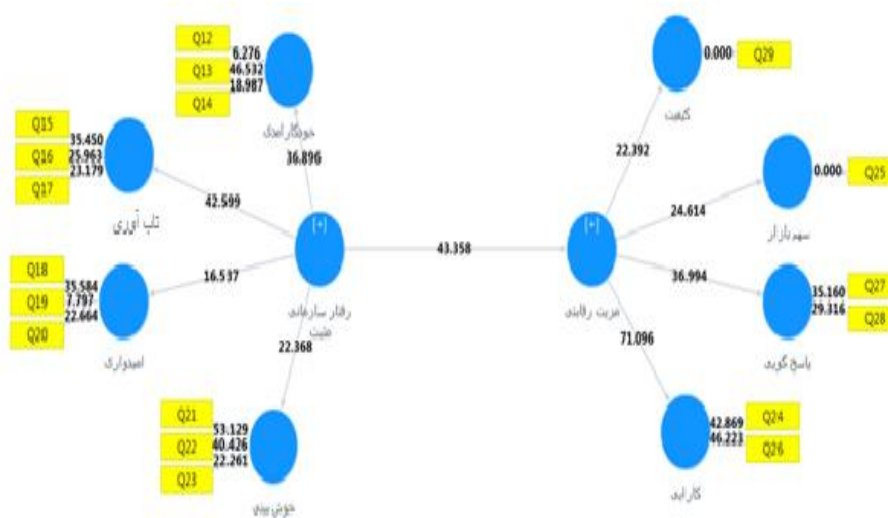 Q12
6.276
Q13
46.532
18.987
Q14
خودکارآمدی
36.896
Q15
35.450
Q16
25.963
23.179
Q17
تاب آوری
42.599
Q18
35.584
Q19
7.797
22.664
Q20
امیدواری
16.537
Q21
53.129
Q22
40.426
22.261
Q23
خوش بینی
22.368
[+]
رفتار سازمانی
مثبت
43.358
[+]
مزیت رقابتی
22.392
کیفیت
0.000
Q29
24.614
سهم بازار
0.000
Q25
36.994
پاسخ گویی
35.160
Q27
29.316
Q28
71.096
کارایی
42.869
Q24
46.223
Q26